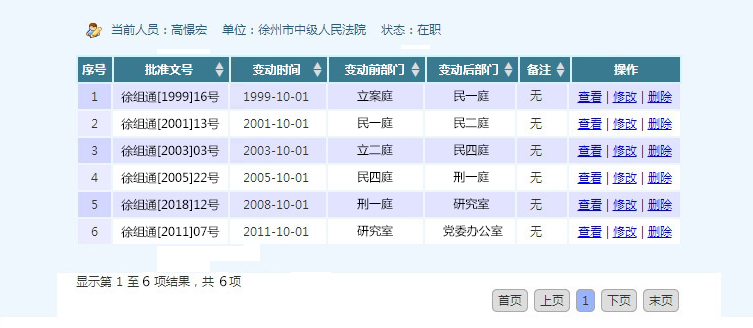 当前人员：高憬宏 单位：徐州市中级人民法院 状态：在职
序号 批准文号 变动时间 变动前部门 变动后部门 备注 操作
1 徐组通[1999]16号 1999-10-01 立案庭 民一庭 无 查看 | 修改 | 删除
2 徐组通[2001]13号 2001-10-01 民一庭 民二庭 无 查看 | 修改 | 删除
3 徐组通[2003]03号 2003-10-01 立二庭 民四庭 无 查看 | 修改 | 删除
4 徐组通[2005]22号 2005-10-01 民四庭 刑一庭 无 查看 | 修改 | 删除
5 徐组通[2018]12号 2008-10-01 刑一庭 研究室 无 查看 | 修改 | 删除
6 徐组通[2011]07号 2011-10-01 研究室 党委办公室 无 查看 | 修改 | 删除
显示第 1 至 6 项结果，共 6 项
首页 上页 1 下页 末页